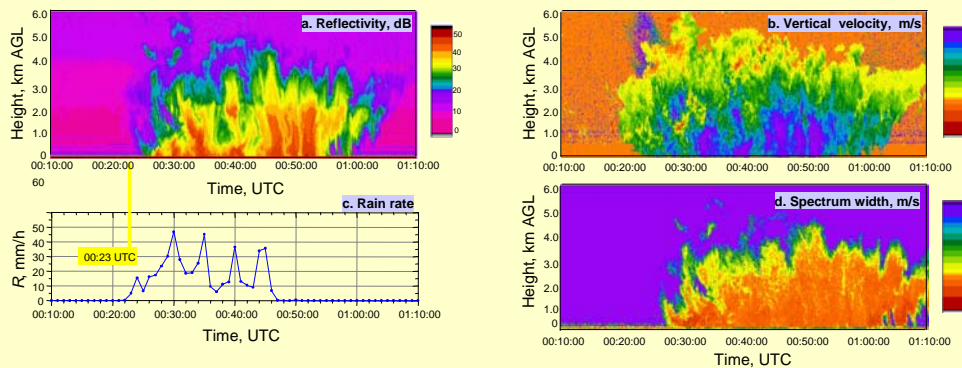 a. Reflectivity, dB
Height, km AGL
6.0
5.0
4.0
3.0
2.0
1.0
0
50
40
30
20
10
0
00:10:00 00:20:00 00:30:00 00:40:00 00:50:00 01:00:00 01:10:00
Time, UTC
b. Vertical velocity, m/s
Height, km AGL
6.0
5.0
4.0
3.0
2.0
1.0
0
00:10:00 00:20:00 00:30:00 00:40:00 00:50:00 01:00:00 01:10:00
60
c. Rain rate
R, mm/h
50
40
30
20
10
0
00:23 UTC
00:10:00 00:20:00 00:30:00 00:40:00 00:50:00 01:00:00 01:10:00
Time, UTC
d. Spectrum width, m/s
Height, km AGL
6.0
5.0
4.0
3.0
2.0
1.0
0
00:10:00 00:20:00 00:30:00 00:40:00 00:50:00 01:00:00 01:10:00
Time, UTC